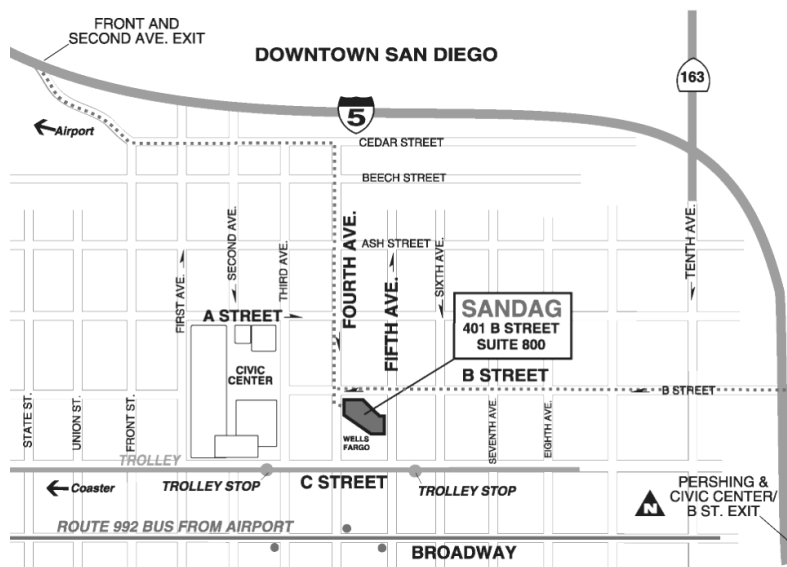 FRONT AND
SECOND AVE. EXIT
DOWNTOWN SAN DIEGO
163
5
Airport
CEDAR STREET
BEECH STREET
ASH STREET
FIRST AVE.
SECOND AVE.
THIRD AVE.
FOURTH AVE.
FIFTH AVE.
SIXTH AVE.
TENTH AVE.
A STREET
SANDAG
401 B STREET
SUITE 800
CIVIC
CENTER
B STREET
B STREET
STATE ST.
UNION ST.
FRONT ST.
WELLS
FARGO
SEVENTH AVE.
EIGHTH AVE.
TROLLEY
TROLLEY STOP
C STREET
TROLLEY STOP
Coaster
PERSHING &
CIVIC CENTER/
B ST. EXIT
N
ROUTE 992 BUS FROM AIRPORT
BROADWAY